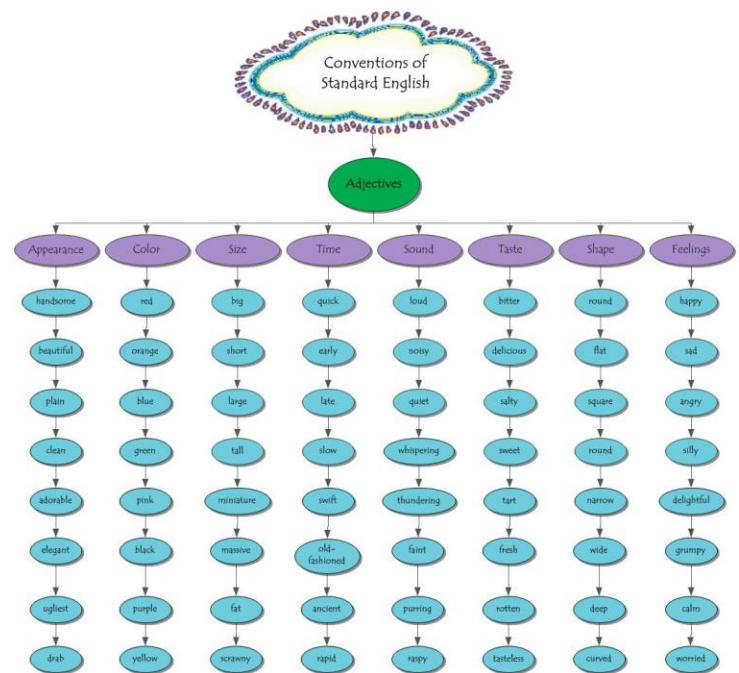 Conventions of
Standard English
Adjectives
Appearance Color Size Time Sound Taste Shape Feelings
handsome red big quick loud bitter round happy
beautiful orange short early noisy delicious flat sad
plain blue large late quiet salty square angry
clean green tall slow whispering sweet round silly
adorable pink miniature swift thundering tart narrow delightful
elegant black massive old-
fashioned faint fresh wide grumpy
ugliest purple fat ancient purring rotten deep calm
drab yellow scrawny rapid raspy tasteless curved worried